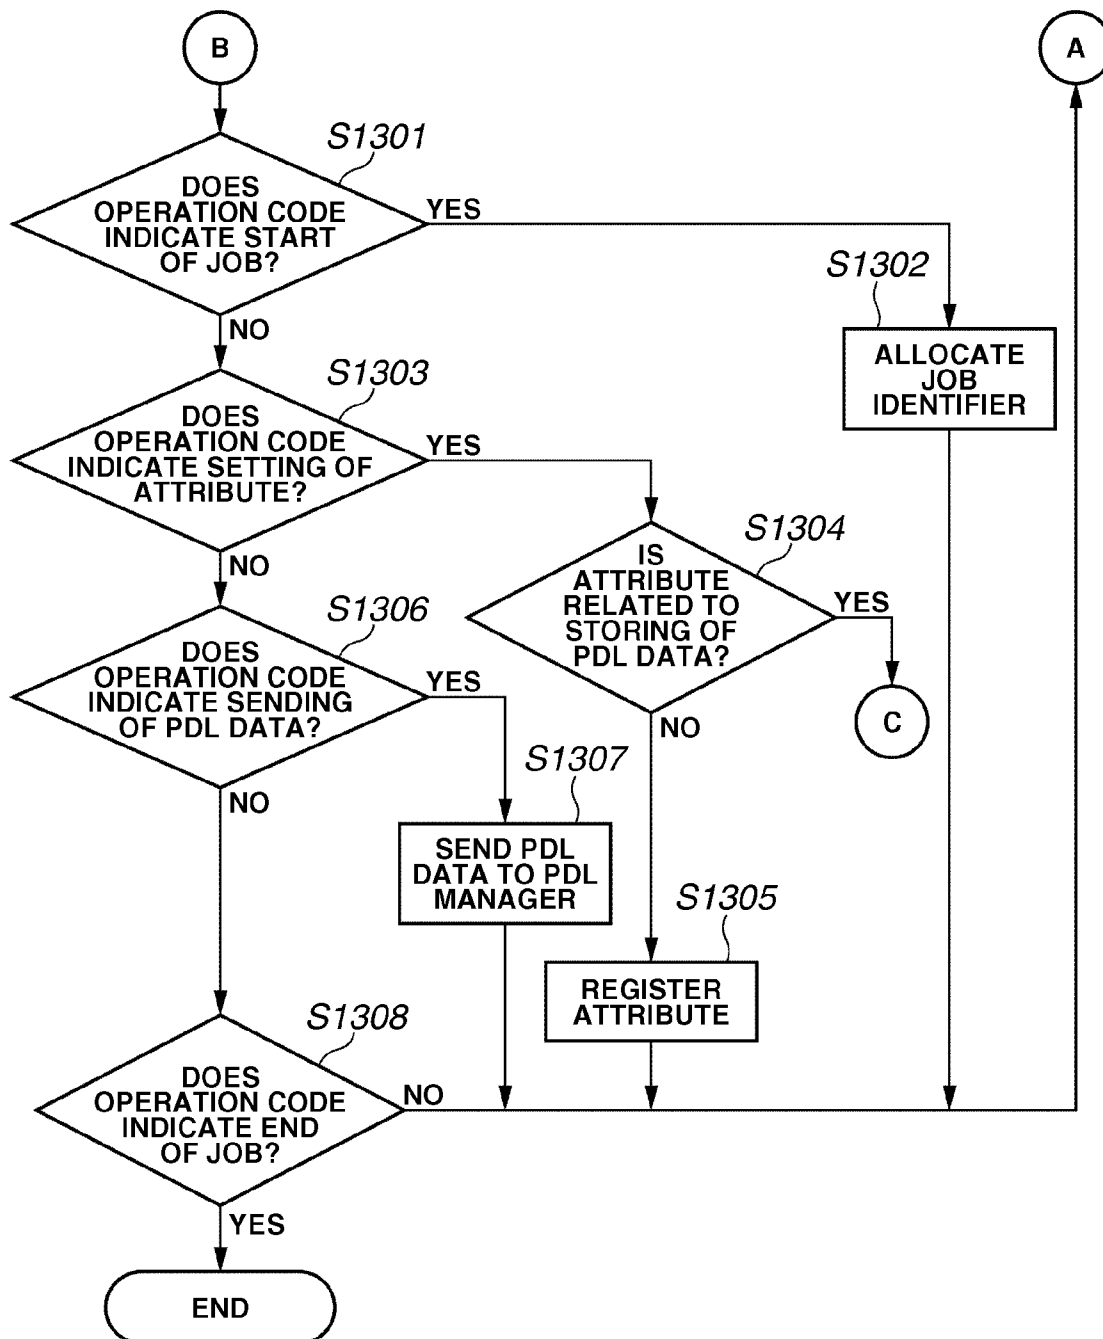 B
A
S1301
DOES
OPERATION CODE
INDICATE START
OF JOB?
YES
NO
S1302
ALLOCATE
JOB
IDENTIFIER
S1303
DOES
OPERATION CODE
INDICATE SETTING OF
ATTRIBUTE?
YES
NO
S1304
IS
ATTRIBUTE
RELATED TO
STORING OF
PDL DATA?
YES
NO
C
S1306
DOES
OPERATION CODE
INDICATE SENDING
OF PDL DATA?
YES
NO
S1307
SEND PDL
DATA TO PDL
MANAGER
S1305
REGISTER
ATTRIBUTE
S1308
DOES
OPERATION CODE
INDICATE END
OF JOB?
NO
YES
END